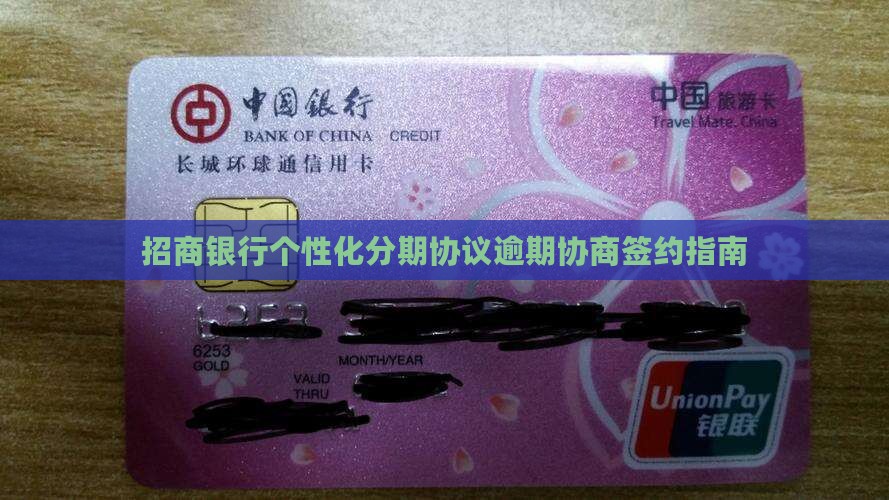 中国银行
BANK OF CHINA CREDIT
长城环球通信用卡
中国 旅游卡
Travel Mate. China
招商银行个性化分期协议逾期协商签约指南
6253
6253
GOLD
MONTH/YEAR
VALID
THRU
UnionPay
银联